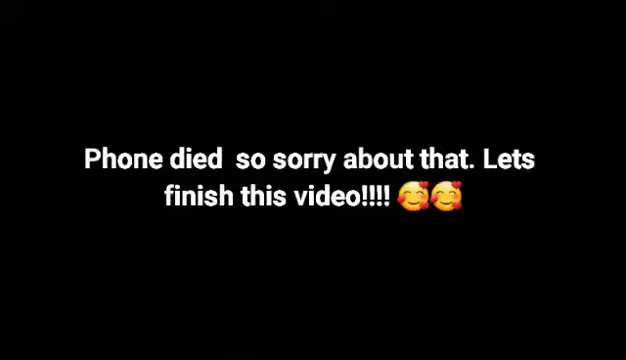 Phone died  so sorry about that. Lets
finish this video!!!! 🥰🥰